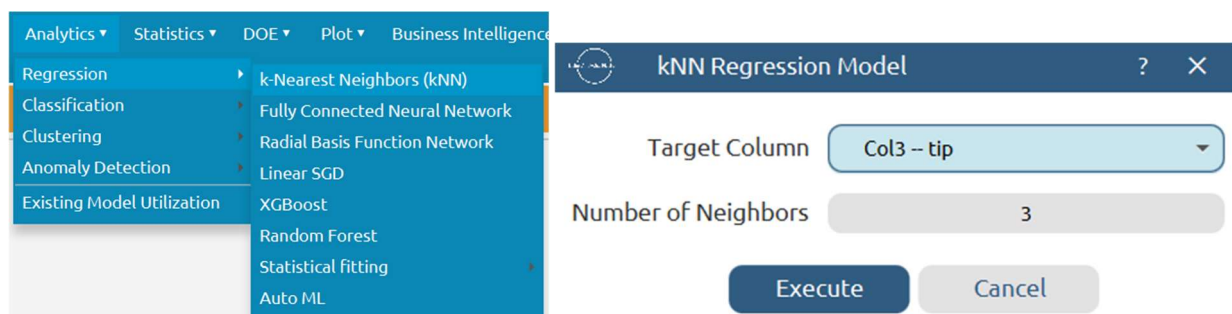 Analytics ▾ Statistics ▾ DOE ▾ Plot ▾ Business Intelligence
Regression
Classification
Clustering
Anomaly Detection
Existing Model Utilization
k-Nearest Neighbors (kNN)
Fully Connected Neural Network
Radial Basis Function Network
Linear SGD
XGBoost
Random Forest
Statistical fitting
Auto ML
kNN Regression Model ? ✕
Target Column Col3 -- tip
Number of Neighbors 3
Execute Cancel